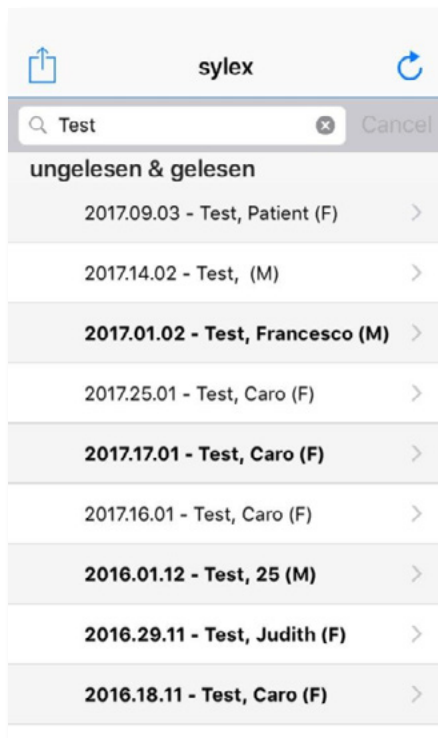 sylex
Test Cancel
ungelesen & gelesen
2017.09.03 - Test, Patient (F)
2017.14.02 - Test,  (M)
2017.01.02 - Test, Francesco (M)
2017.25.01 - Test, Caro (F)
2017.17.01 - Test, Caro (F)
2017.16.01 - Test, Caro (F)
2016.01.12 - Test, 25 (M)
2016.29.11 - Test, Judith (F)
2016.18.11 - Test, Caro (F)